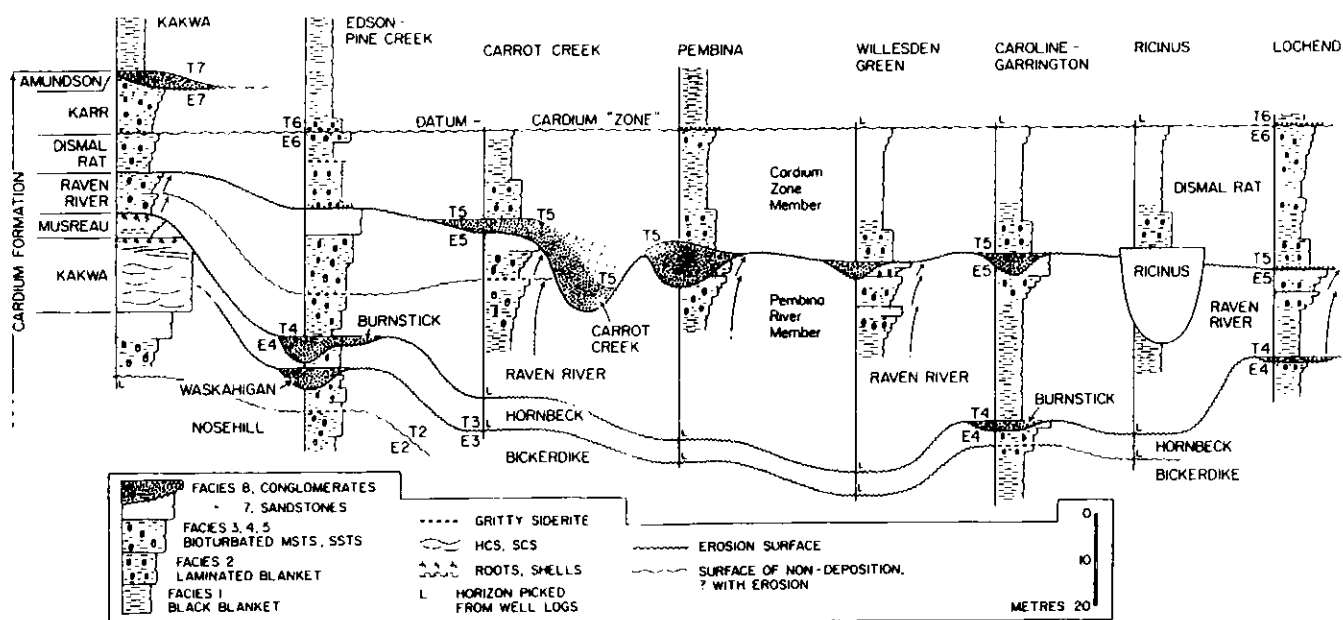 KAKWA
EDSON-
PINE CREEK
CARROT CREEK
PEMBINA
WILLESDEN
GREEN
CAROLINE-
GARRINGTON
RICINUS
LOCHEND
CARDIUM FORMATION
AMUNDSON
KARR
DISMAL
RAT
RAVEN
RIVER
MUSREAU
KAKWA
T7
E7
T6
E6
DATUM -
CARDIUM "ZONE"
L
L
L
T6
E6
Cardium
Zone
Member
DISMAL RAT
T5
E5
T5
T5
T5
T5
E5
T5
E5
CARROT
CREEK
Pembina
River
Member
RICINUS
RAVEN
RIVER
T4
E4
BURNSTICK
RAVEN RIVER
RAVEN RIVER
T4
E4
BURNSTICK
T4
E4
L
WASKAHIGAN
NOSEHILL
T2
E2
T3
E3
L
L
HORNBECK
BICKERDIKE
L
L
L
L
L
L
HORNBECK
BICKERDIKE
FACIES 8, CONGLOMERATES
" 7, SANDSTONES
FACIES 3, 4, 5
BIOTURBATED MSTS, SSTS
FACIES 2
LAMINATED BLANKET
FACIES 1
BLACK BLANKET
GRITTY SIDERITE
HCS, SCS
ROOTS, SHELLS
L HORIZON PICKED
FROM WELL LOGS
EROSION SURFACE
SURFACE OF NON-DEPOSITION,
? WITH EROSION
0
10
METRES 20